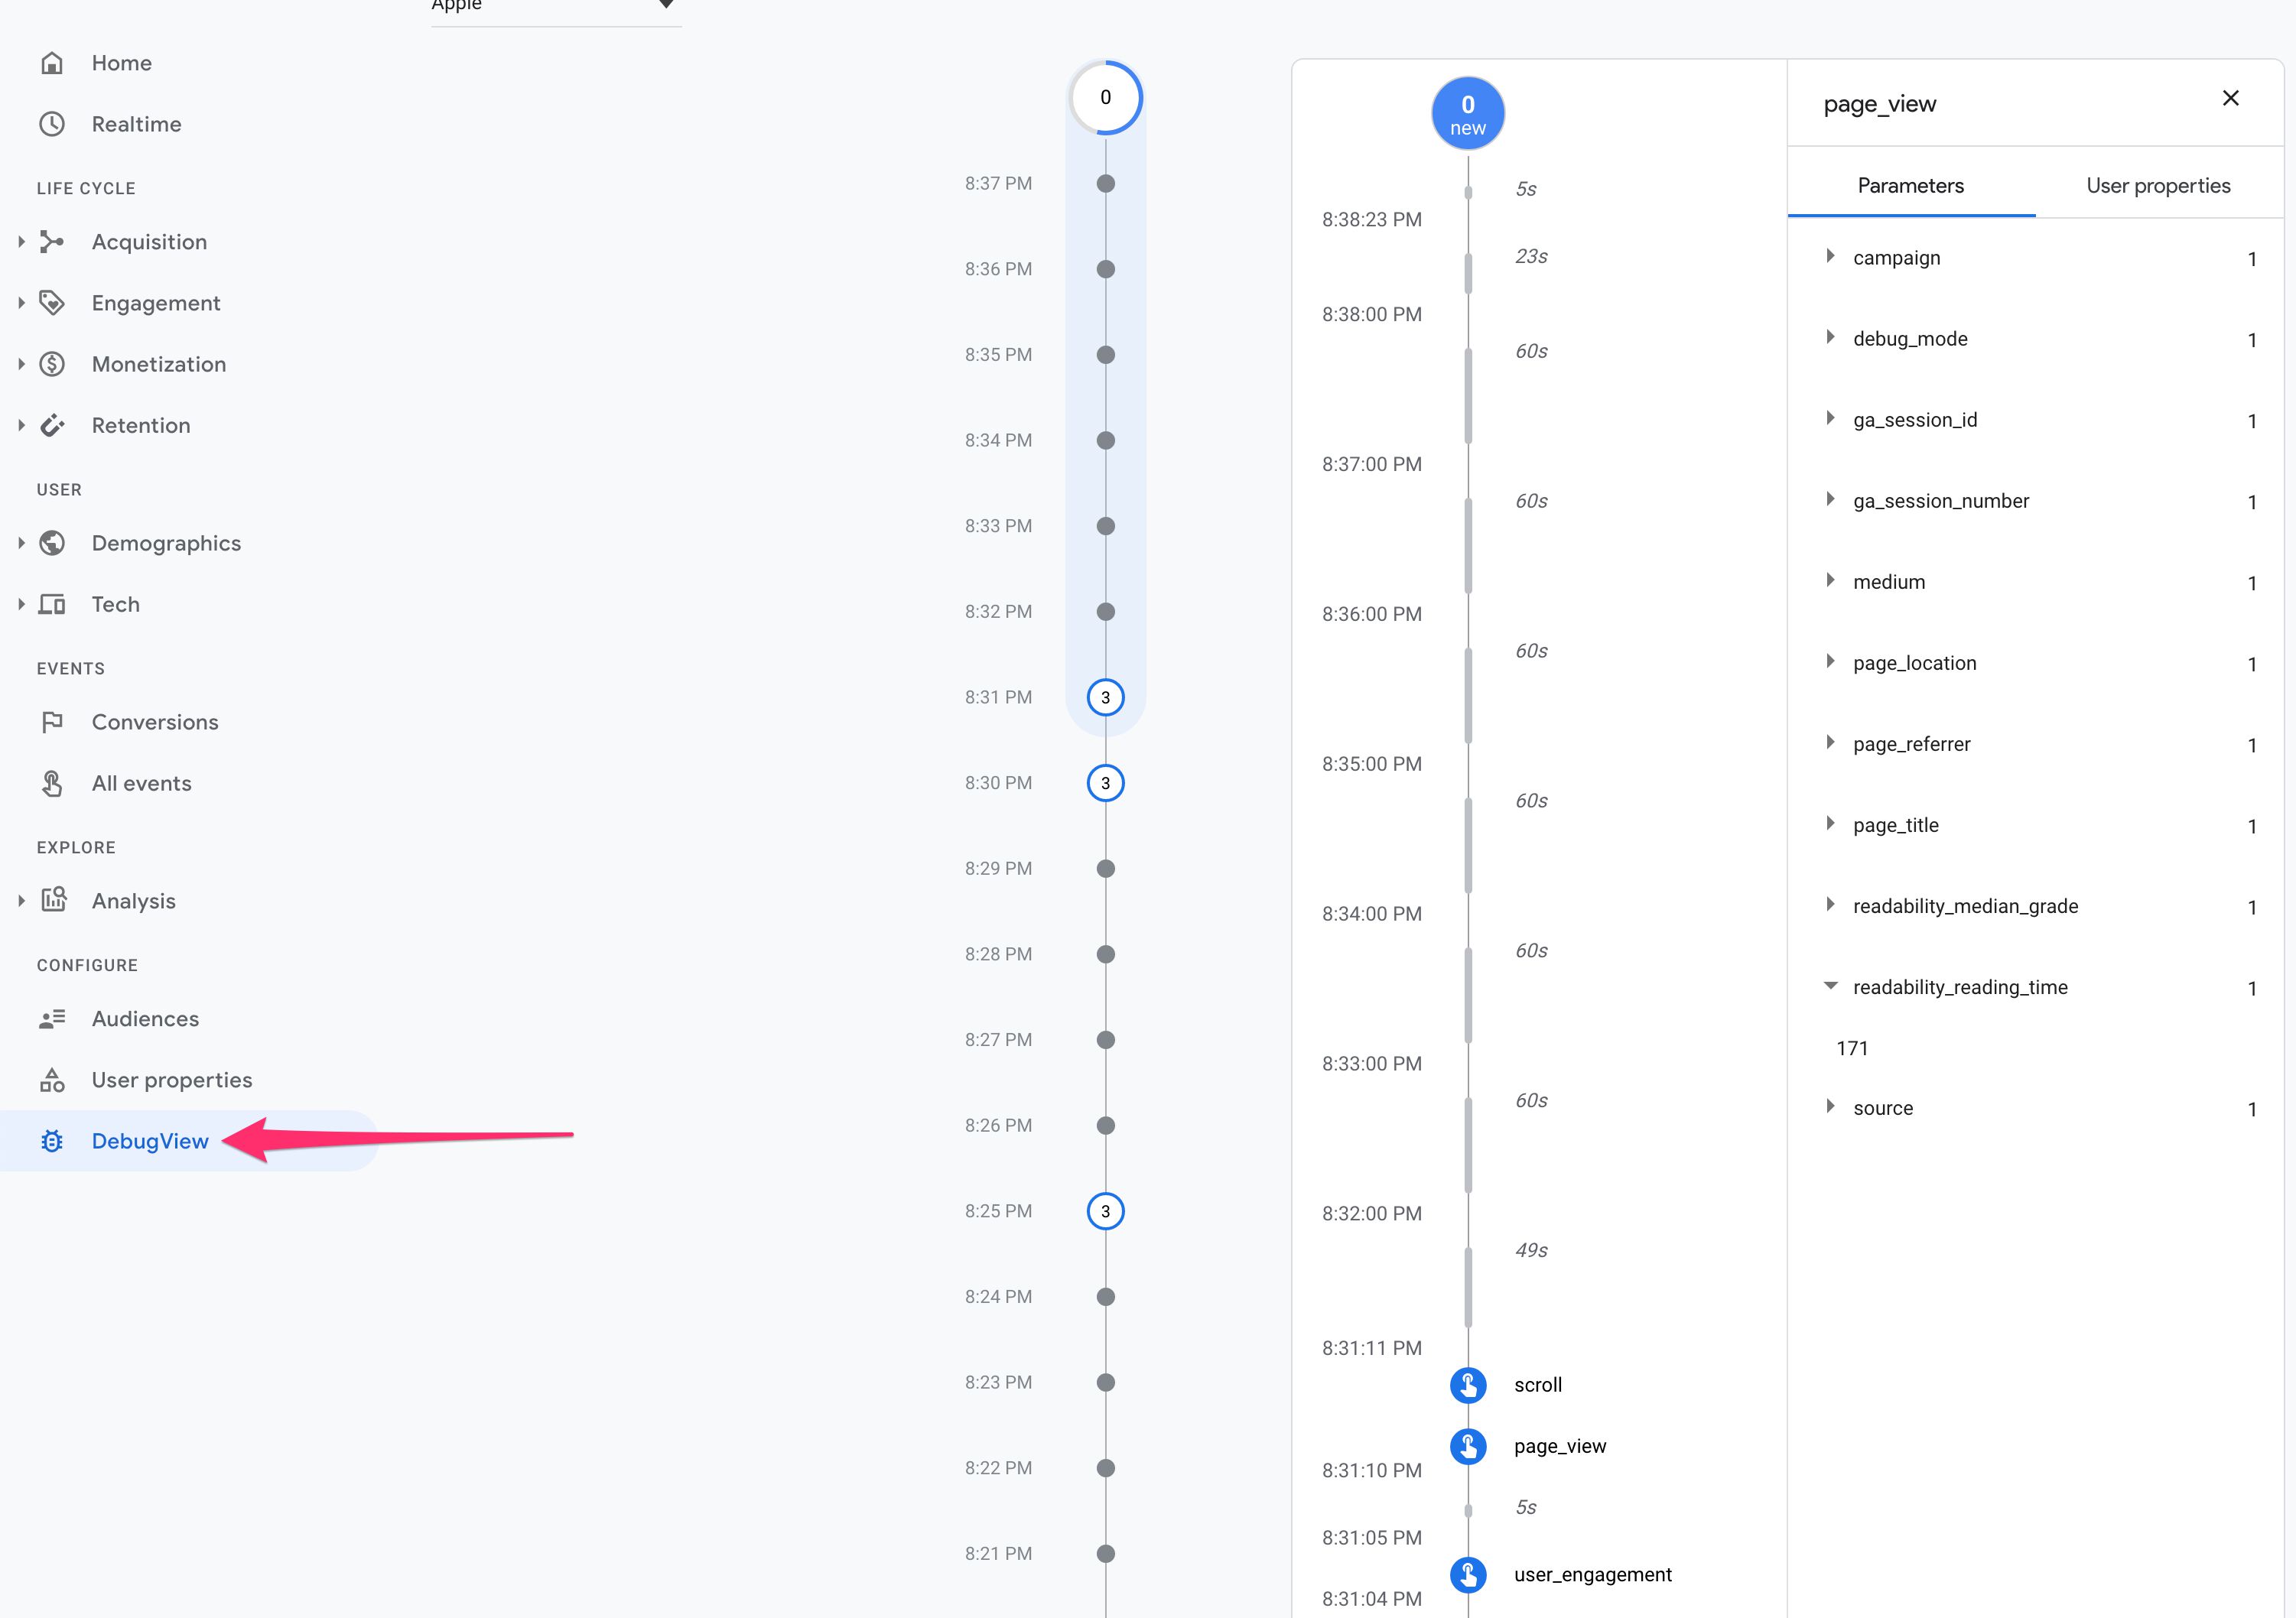 Apple
Home
Realtime
LIFE CYCLE
Acquisition
Engagement
Monetization
Retention
USER
Demographics
Tech
EVENTS
Conversions
All events
EXPLORE
Analysis
CONFIGURE
Audiences
User properties
DebugView
0
8:37 PM
8:36 PM
8:35 PM
8:34 PM
8:33 PM
8:32 PM
8:31 PM 3
8:30 PM 3
8:29 PM
8:28 PM
8:27 PM
8:26 PM
8:25 PM 3
8:24 PM
8:23 PM
8:22 PM
8:21 PM
0
new
5s
8:38:23 PM
23s
8:38:00 PM
60s
8:37:00 PM
60s
8:36:00 PM
60s
8:35:00 PM
60s
8:34:00 PM
60s
8:33:00 PM
60s
8:32:00 PM
49s
8:31:11 PM
scroll
page_view
8:31:10 PM
5s
8:31:05 PM
user_engagement
8:31:04 PM
page_view
Parameters User properties
campaign 1
debug_mode 1
ga_session_id 1
ga_session_number 1
medium 1
page_location 1
page_referrer 1
page_title 1
readability_median_grade 1
readability_reading_time 1
171
source 1